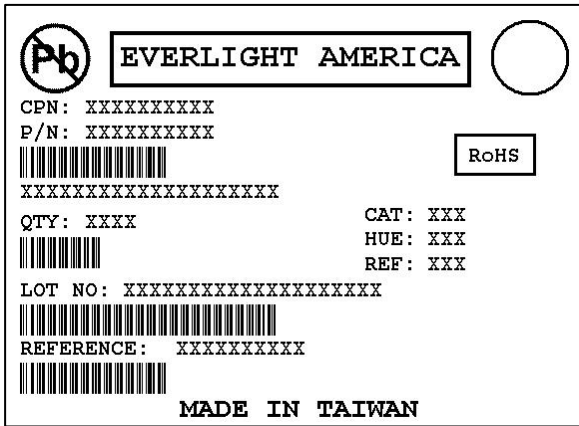 Pb EVERLIGHT AMERICA
CPN: XXXXXXXXXX
P/N: XXXXXXXXXX
RoHS
XXXXXXXXXXXXXXXXXXXX
QTY: XXXX
CAT: XXX
HUE: XXX
REF: XXX
LOT NO: XXXXXXXXXXXXXXXXXXXX
REFERENCE: XXXXXXXXXX
MADE IN TAIWAN